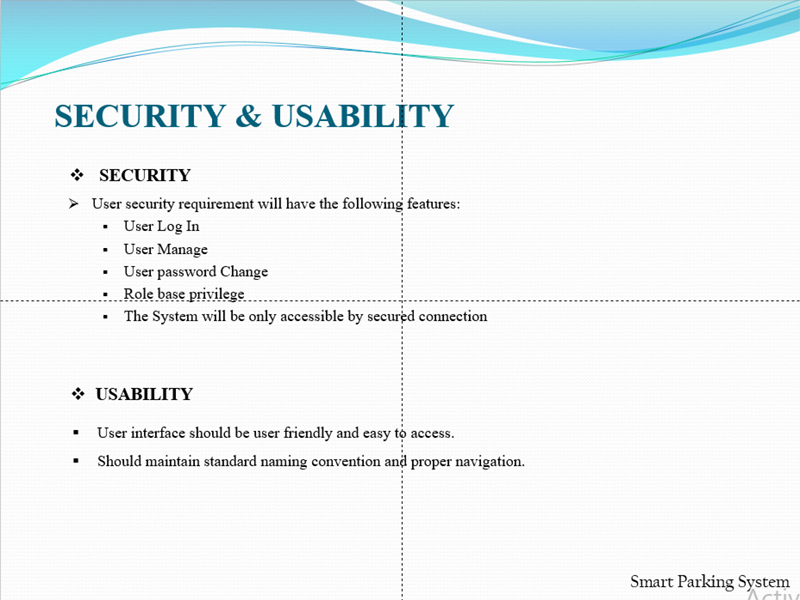 SECURITY & USABILITY
❖ SECURITY
➢ User security requirement will have the following features:
▪ User Log In
▪ User Manage
▪ User password Change
▪ Role base privilege
▪ The System will be only accessible by secured connection
❖ USABILITY
▪ User interface should be user friendly and easy to access.
▪ Should maintain standard naming convention and proper navigation.
Smart Parking System